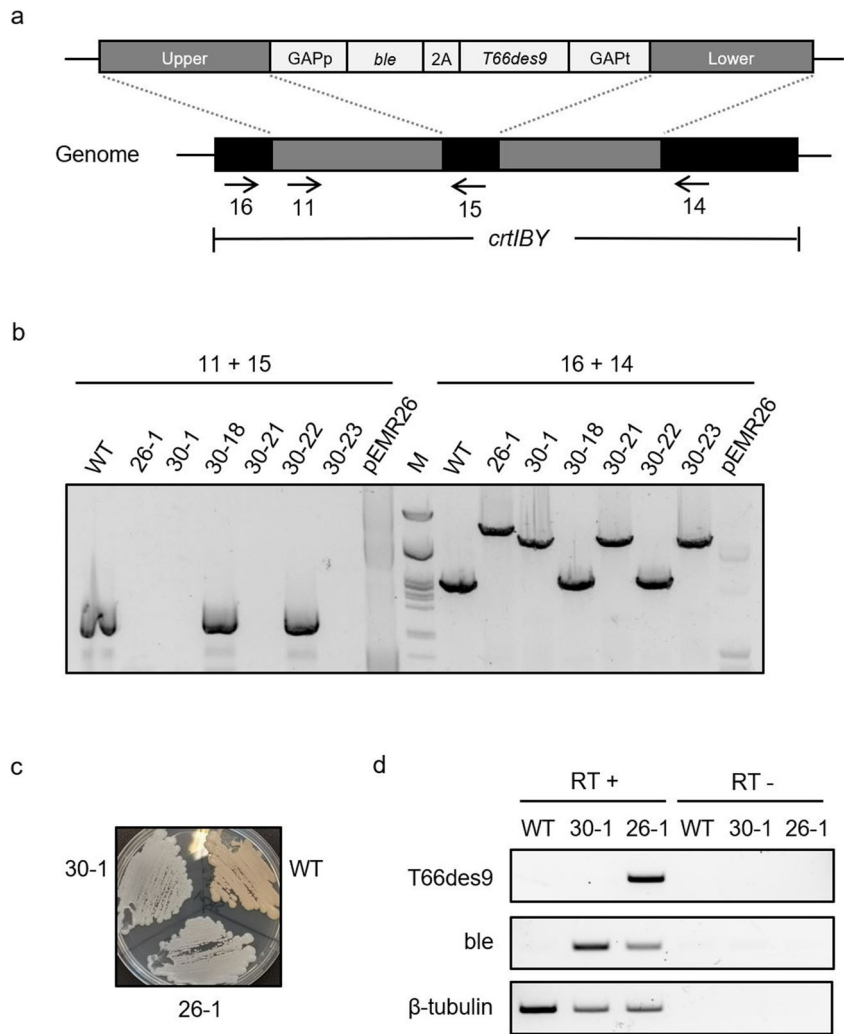 a
Upper GAPp ble 2A T66des9 GAPt Lower
Genome
16 11 15 14
crtIBY
b
11 + 15 16 + 14
WT 26-1 30-1 30-18 30-21 30-22 30-23 pEMR26 M WT 26-1 30-1 30-18 30-21 30-22 30-23 pEMR26
c
30-1 WT
26-1
d
RT + RT -
WT 30-1 26-1 WT 30-1 26-1
T66des9
ble
β-tubulin